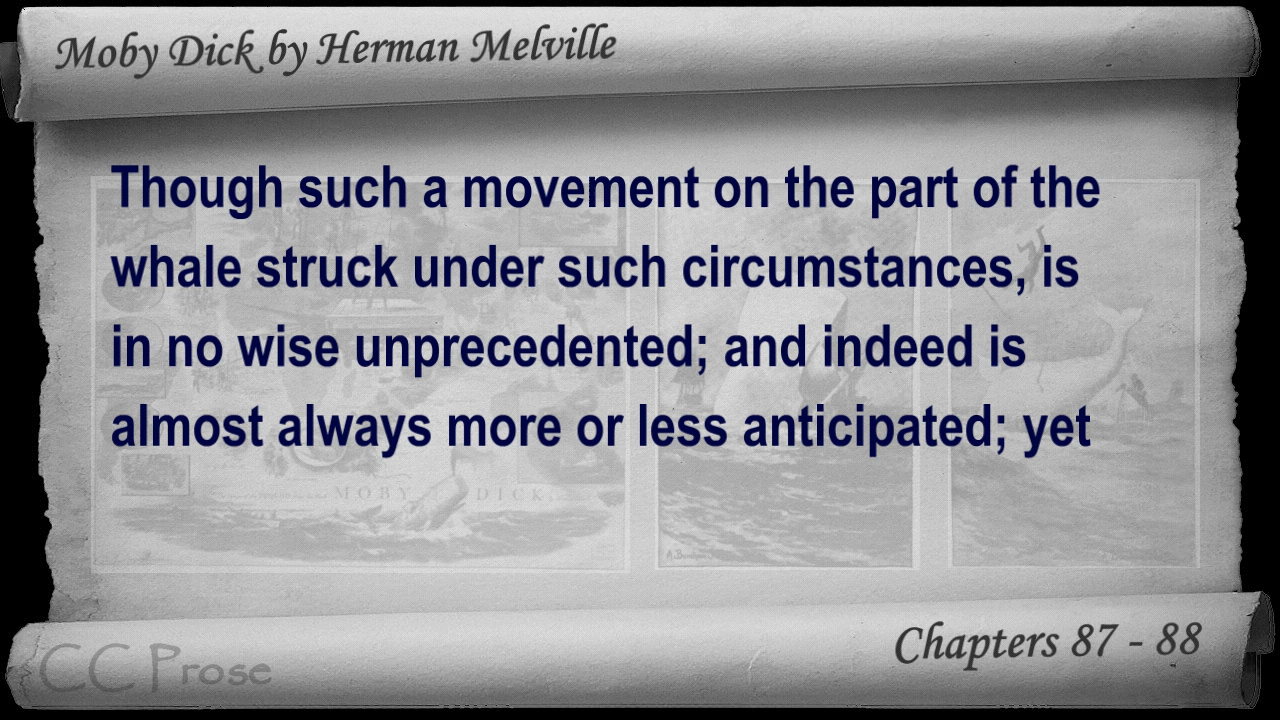 Moby Dick by Herman Melville
Though such a movement on the part of the
whale struck under such circumstances, is
in no wise unprecedented; and indeed is
almost always more or less anticipated; yet
MOBY DICK
Chapters 87 - 88
CC Prose